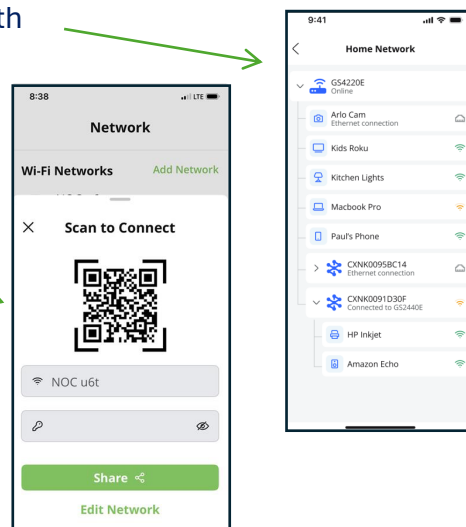 th
8:38
LTE
Network
Wi-Fi Networks Add Network
Scan to Connect
NOC u6t
Share
Edit Network
9:41
Home Network
GS4220E
Online
Arlo Cam
Ethernet connection
Kids Roku
Kitchen Lights
Macbook Pro
Paul's Phone
CXNK0095BC14
Ethernet connection
CXNK0091D30F
Connected to GS2440E
HP Inkjet
Amazon Echo